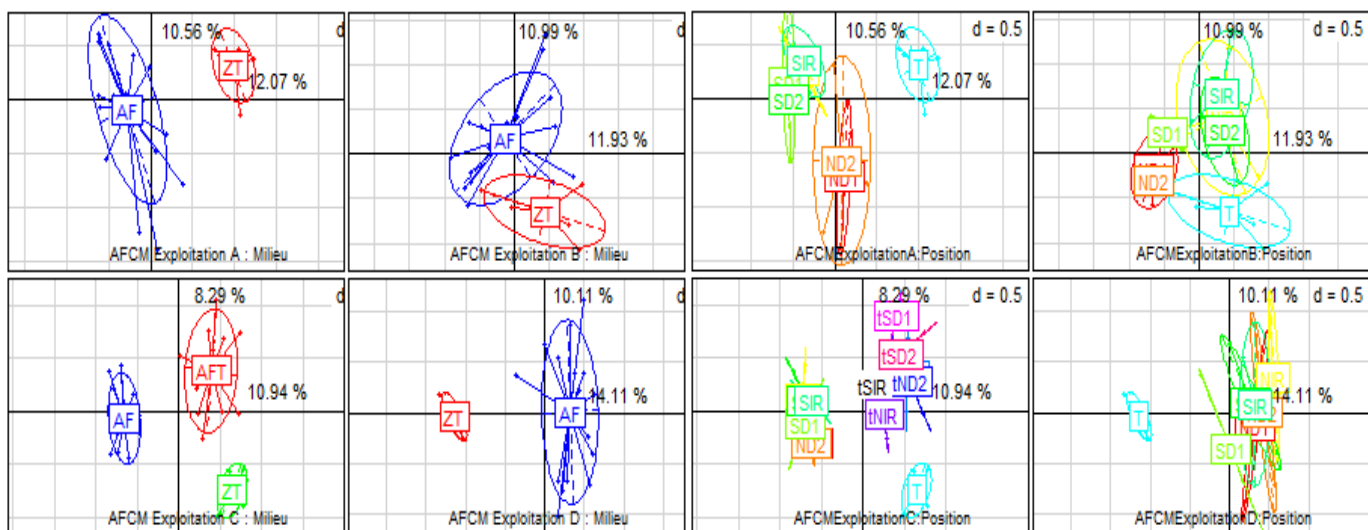 10.56 %
d
ZT
12.07 %
AF
AFCM Exploitation A : Milieu
10.99 %
d
AF
11.93 %
ZT
AFCM Exploitation B : Milieu
10.56 %
d = 0.5
SIR
T
SD2
12.07 %
ND2
ND1
AFCMExploitationA:Position
10.99 %
d = 0.5
SIR
SD1
SD2
11.93 %
ND2
T
AFCMExploitationB:Position
8.29 %
d
AFT
10.94 %
AF
ZT
AFCM Exploitation C : Milieu
10.11 %
d
14.11 %
ZT
AF
AFCM Exploitation D : Milieu
8.29 %
d = 0.5
tSD1
tSD2
tND2
tSIR
10.94 %
SIR
tNIR
SD1
ND2
T
AFCMExploitationC:Position
10.11 %
d = 0.5
NIR
14.11 %
SIR
T
SD1
AFCMExploitationD:Position